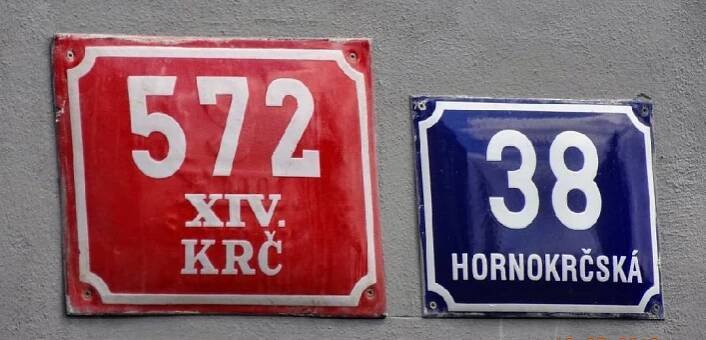 572
XIV.
KRČ
38
HORNOKRČSKÁ